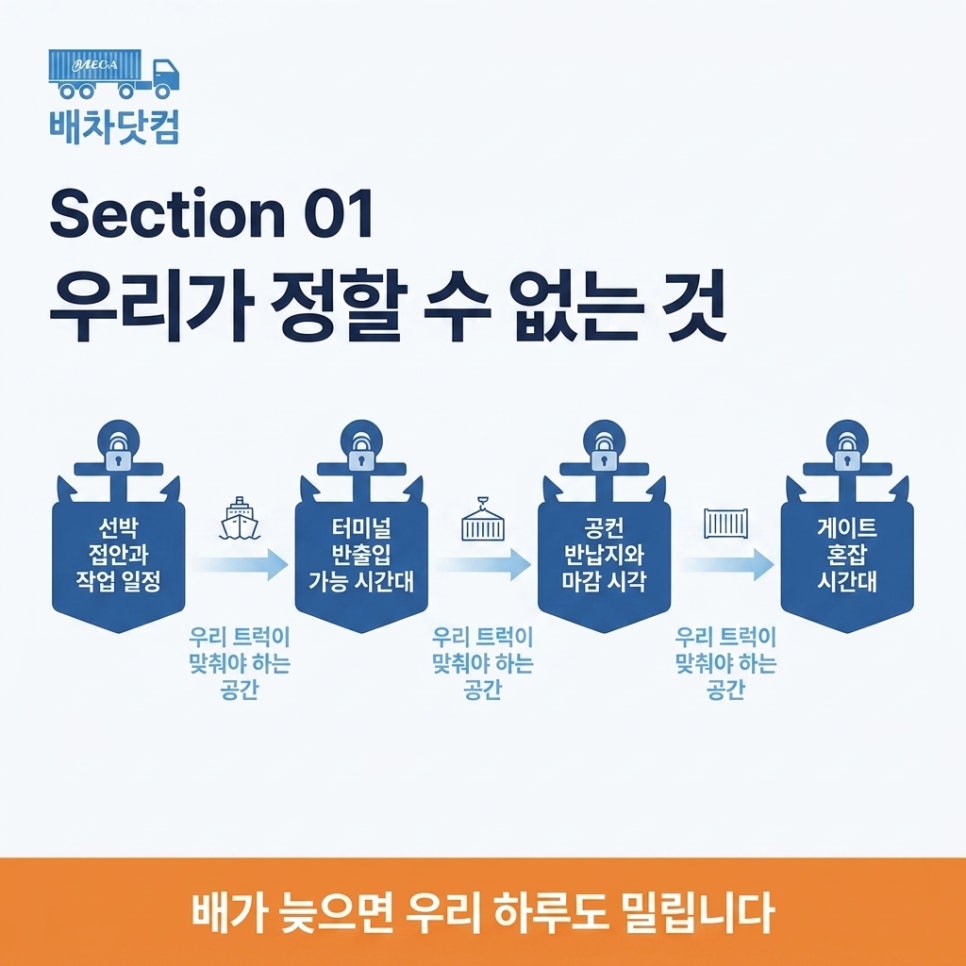 BAECA
배차닷컴
Section 01
우리가 정할 수 없는 것
선박
접안과
작업 일정
터미널
반출입
가능 시간대
공컨
반납지와
마감 시각
게이트
혼잡
시간대
우리 트럭이
맞춰야 하는
공간
우리 트럭이
맞춰야 하는
공간
우리 트럭이
맞춰야 하는
공간
배가 늦으면 우리 하루도 밀립니다